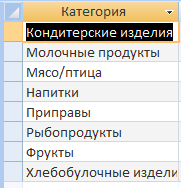 Категория
Кондитерские изделия
Молочные продукты
Мясо/птица
Напитки
Приправы
Рыбопродукты
Фрукты
Хлебобулочные издели